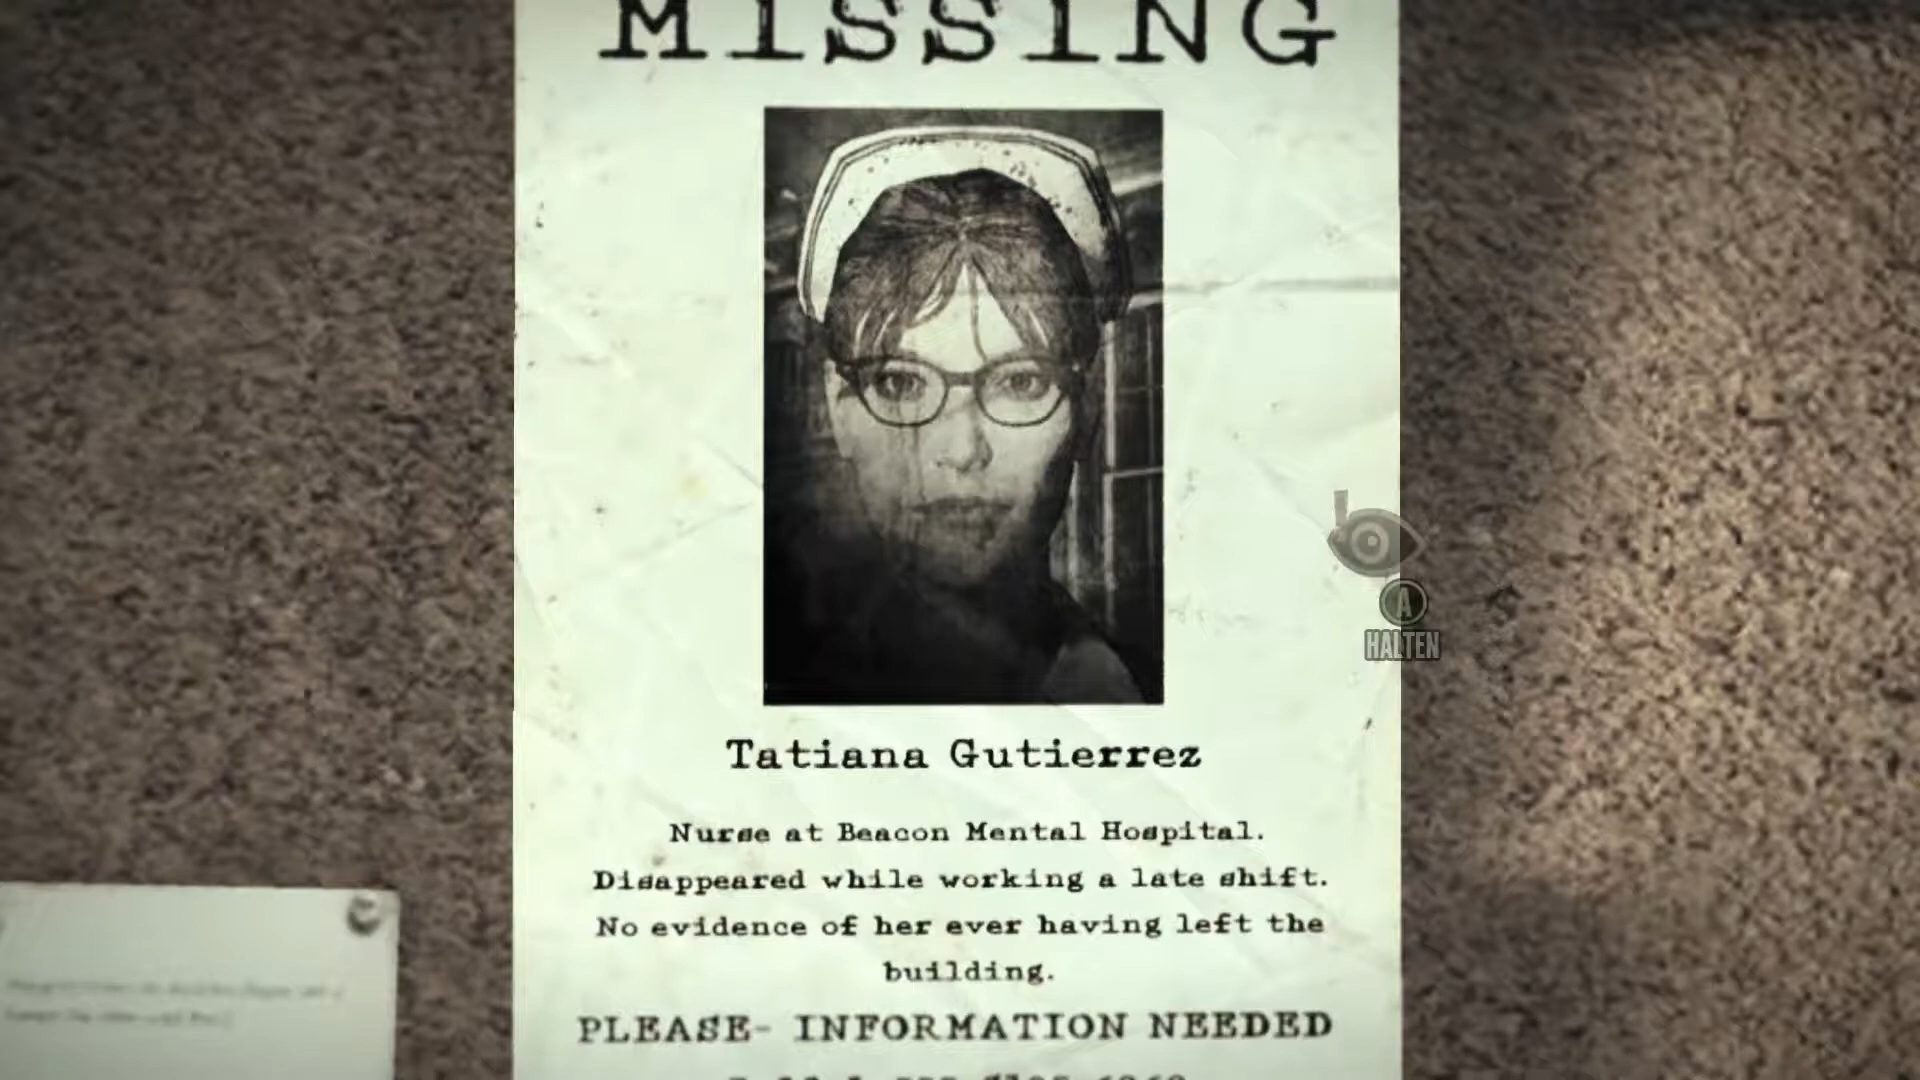 MISSING
Tatiana Gutierrez
Nurse at Beacon Mental Hospital.
Disappeared while working a late shift.
No evidence of her ever having left the
building.
PLEASE- INFORMATION NEEDED
A
HALTEN